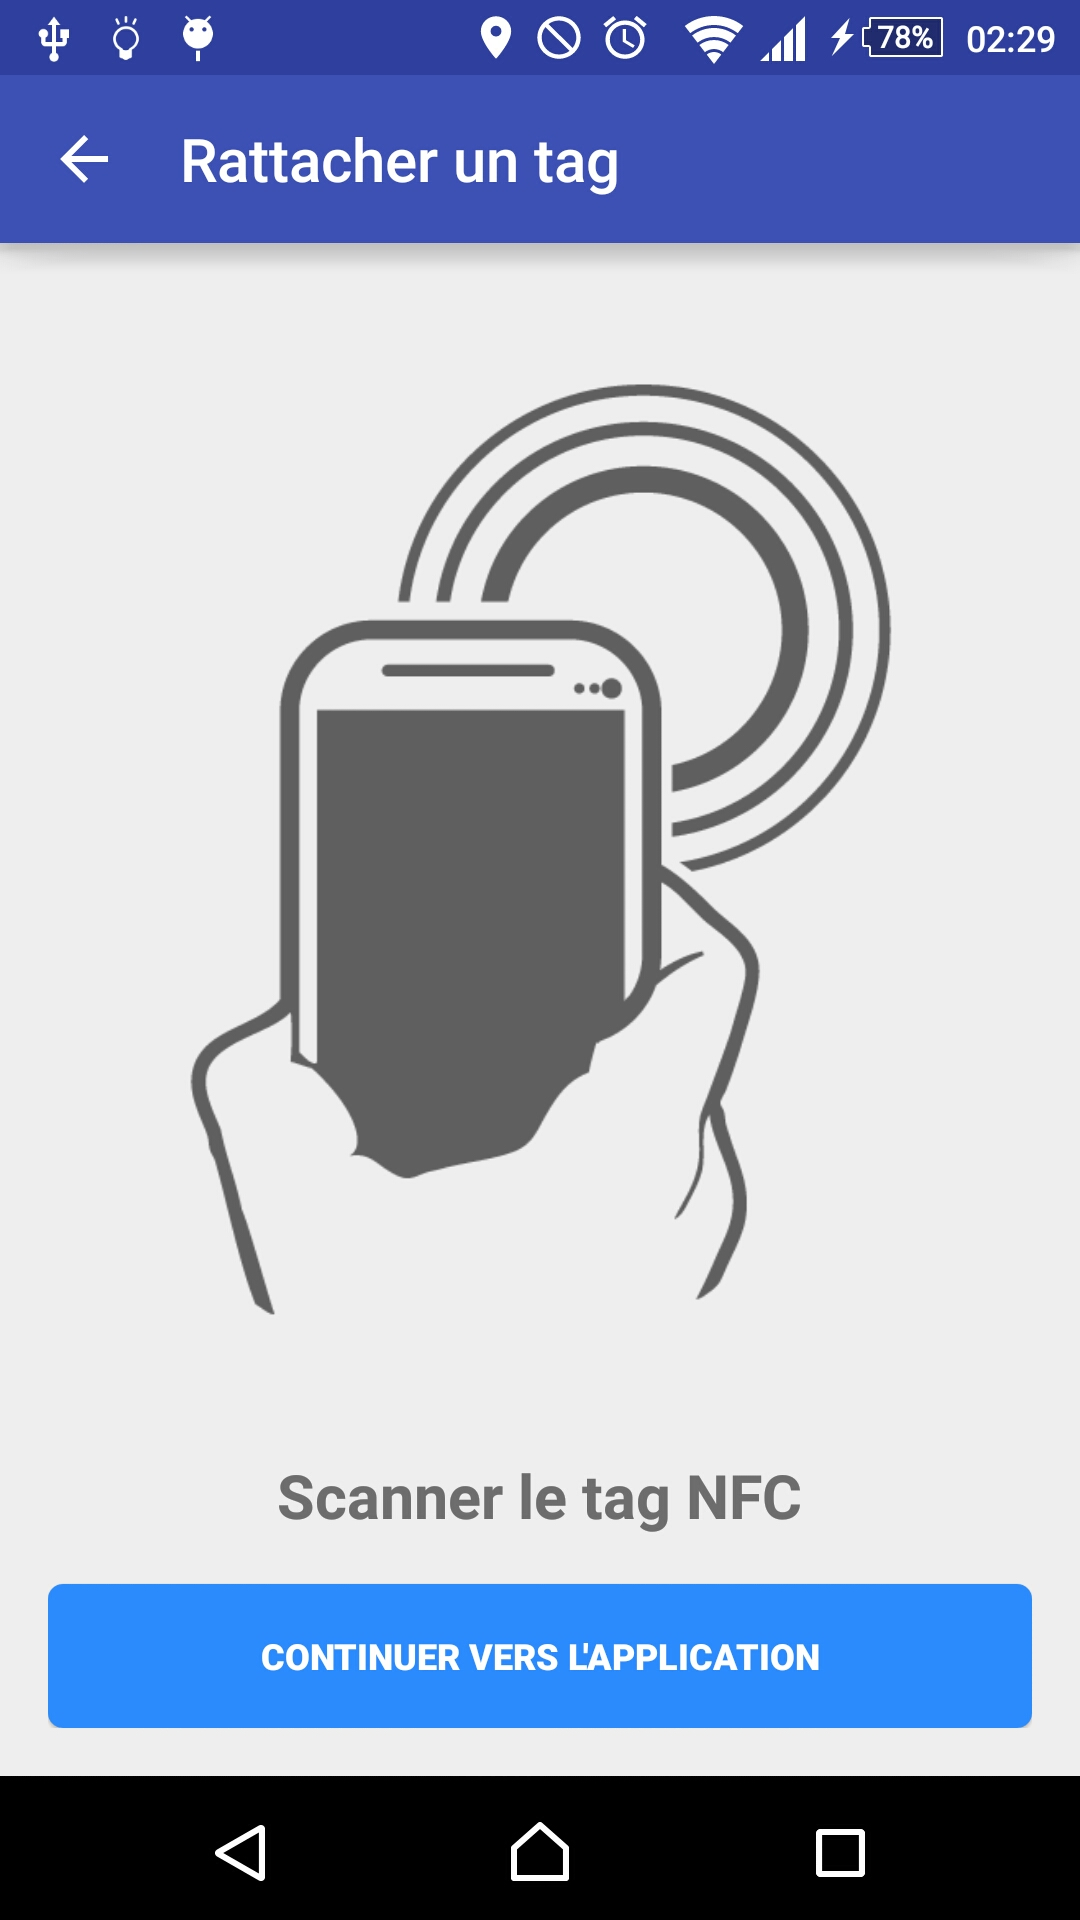 78% 02:29
Rattacher un tag
Scanner le tag NFC
CONTINUER VERS L'APPLICATION